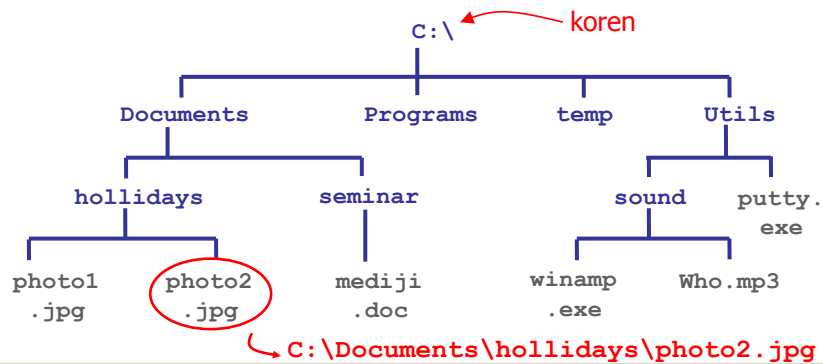 C:\
koren
Documents
Programs
temp
Utils
hollidays
seminar
sound
putty.
exe
photo1
.jpg
photo2
.jpg
mediji
.doc
winamp
.exe
Who.mp3
C:\Documents\hollidays\photo2.jpg